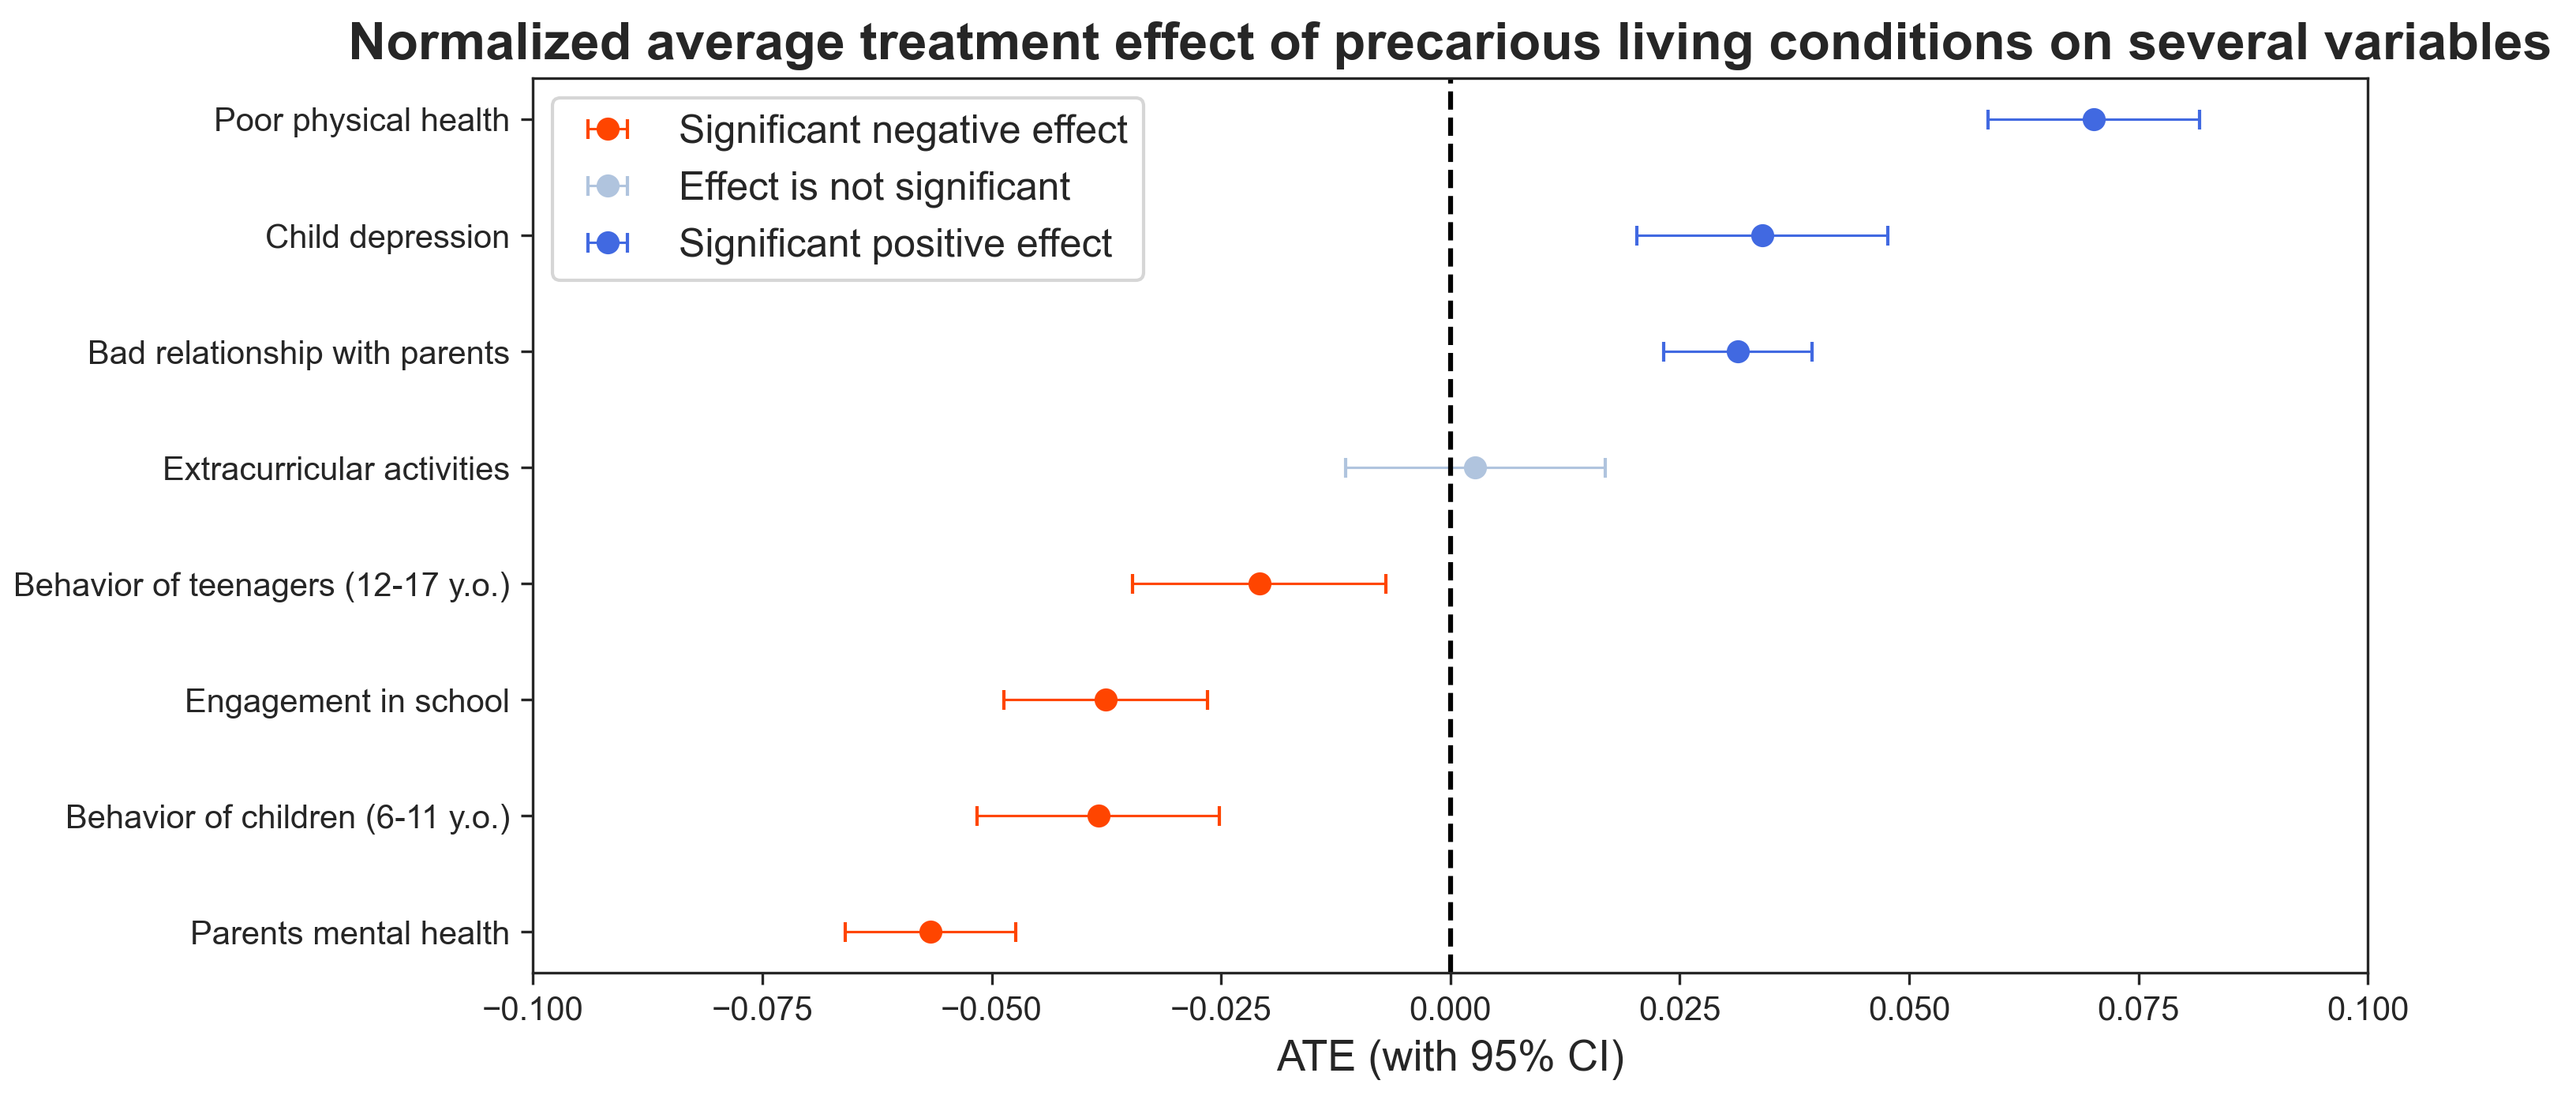 Normalized average treatment effect of precarious living conditions on several variables
Significant negative effect
Effect is not significant
Significant positive effect
Poor physical health
Child depression
Bad relationship with parents
Extracurricular activities
Behavior of teenagers (12-17 y.o.)
Engagement in school
Behavior of children (6-11 y.o.)
Parents mental health
−0.100 −0.075 −0.050 −0.025 0.000 0.025 0.050 0.075 0.100
ATE (with 95% CI)